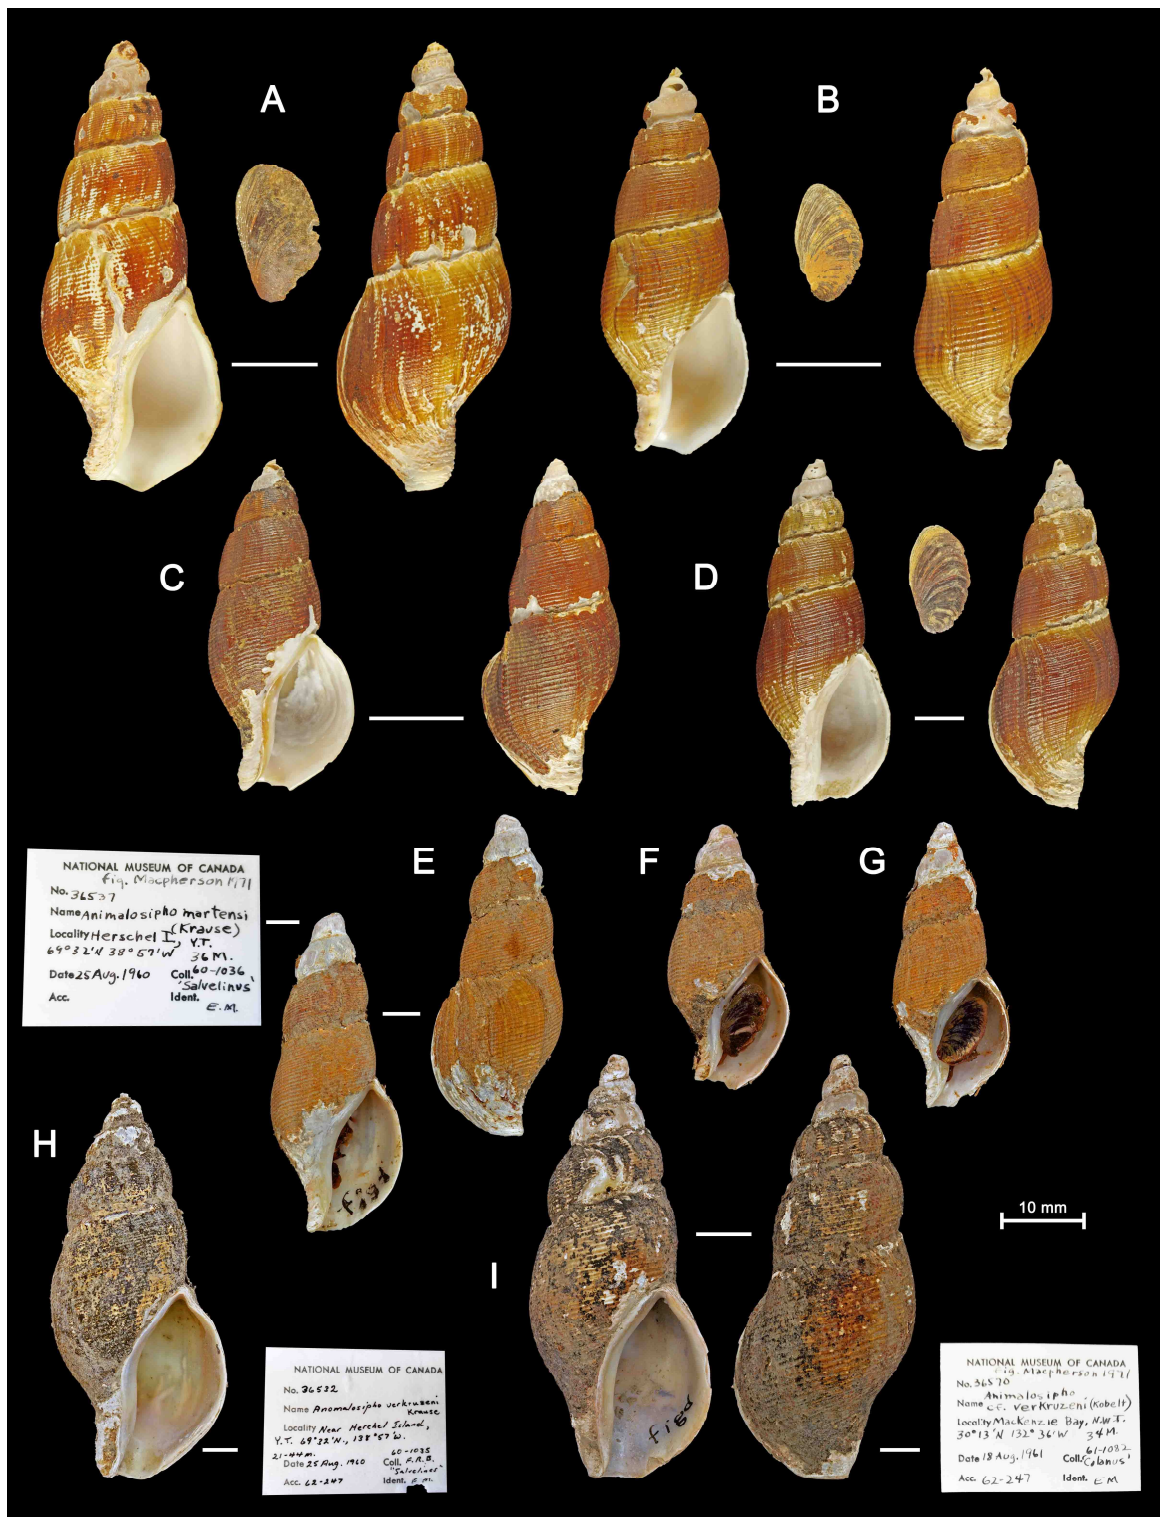 A
B
C
D
E
F
G
NATIONAL MUSEUM OF CANADA
fig. Macpherson 1971
No. 36537
Name Animalosipho martensi
(Krause)
Locality Herschel I., Y.T.
69°32'N 38°57'W 36 M.
Date 25 Aug. 1960 Coll. 60-1036
'Salvelinus'
Acc. Ident. E.M.
fig f
H
I
10 mm
fig.d
NATIONAL MUSEUM OF CANADA
No. 36532
Name Anomalosipho verkruzeni
Krause
Locality Near Herchel Island,
Y.T. 69°32'N., 138°57'W.
21-44m. 60-1035
Date 25 Aug. 1960 Coll. F.R.B.
"Salvelinus"
Acc. 62-247 Ident. E.M.
NATIONAL MUSEUM OF CANADA
fig. Macpherson 1971
No. 36570
Animalosipho
Name cf. verKruzeni (Kobelt)
Locality Mackenzie Bay, N.W.T.
30°13'N 132°36'W 34 M.
Date 18 Aug. 1961 Coll. 61-1082
'Calanus'
Acc. 62-247 Ident. EM